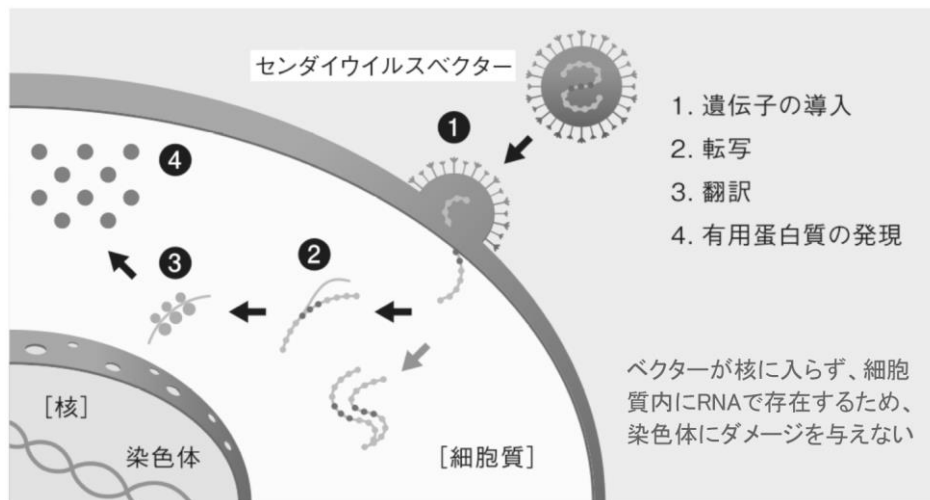 センダイウイルスベクター
1. 遺伝子の導入
2. 転写
3. 翻訳
4. 有用蛋白質の発現
1
2
3
4
ベクターが核に入らず、細胞
質内にRNAで存在するため、
染色体にダメージを与えない
[核]
染色体
[細胞質]